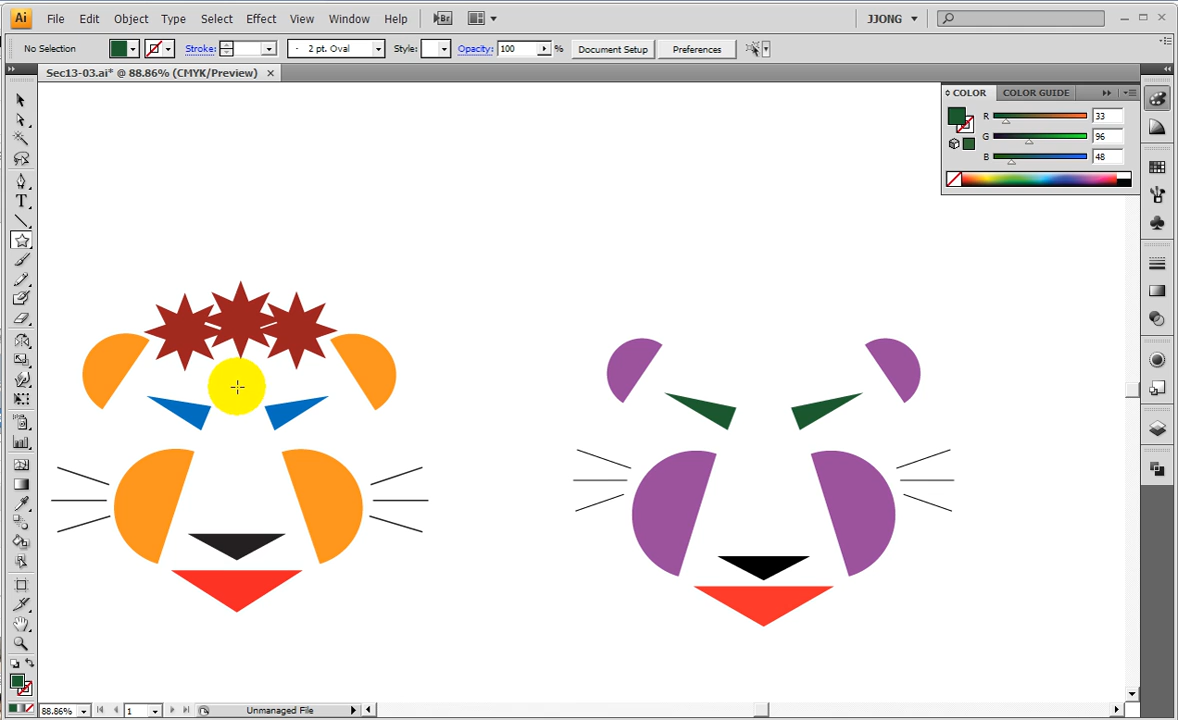 Ai File Edit Object Type Select Effect View Window Help Br JJONG
No Selection Stroke: 2 pt. Oval Style: Opacity: 100 % Document Setup Preferences
Sec13-03.ai* @ 88.86% (CMYK/Preview)
COLOR COLOR GUIDE
R 33
G 96
B 48
88.86% 1 Unmanaged File